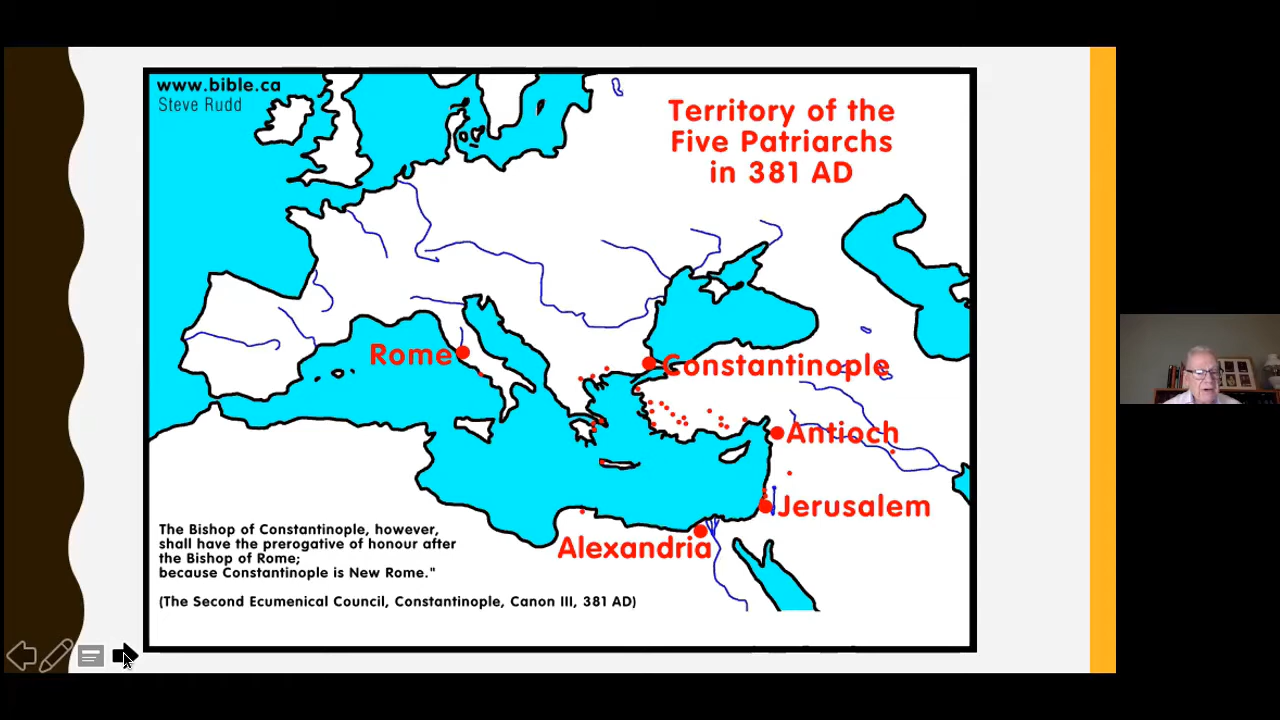 www.bible.ca
Steve Rudd
Territory of the
Five Patriarchs
in 381 AD
Rome
Constantinople
Antioch
Jerusalem
Alexandria
The Bishop of Constantinople, however,
shall have the prerogative of honour after
the Bishop of Rome;
because Constantinople is New Rome."
(The Second Ecumenical Council, Constantinople, Canon III, 381 AD)